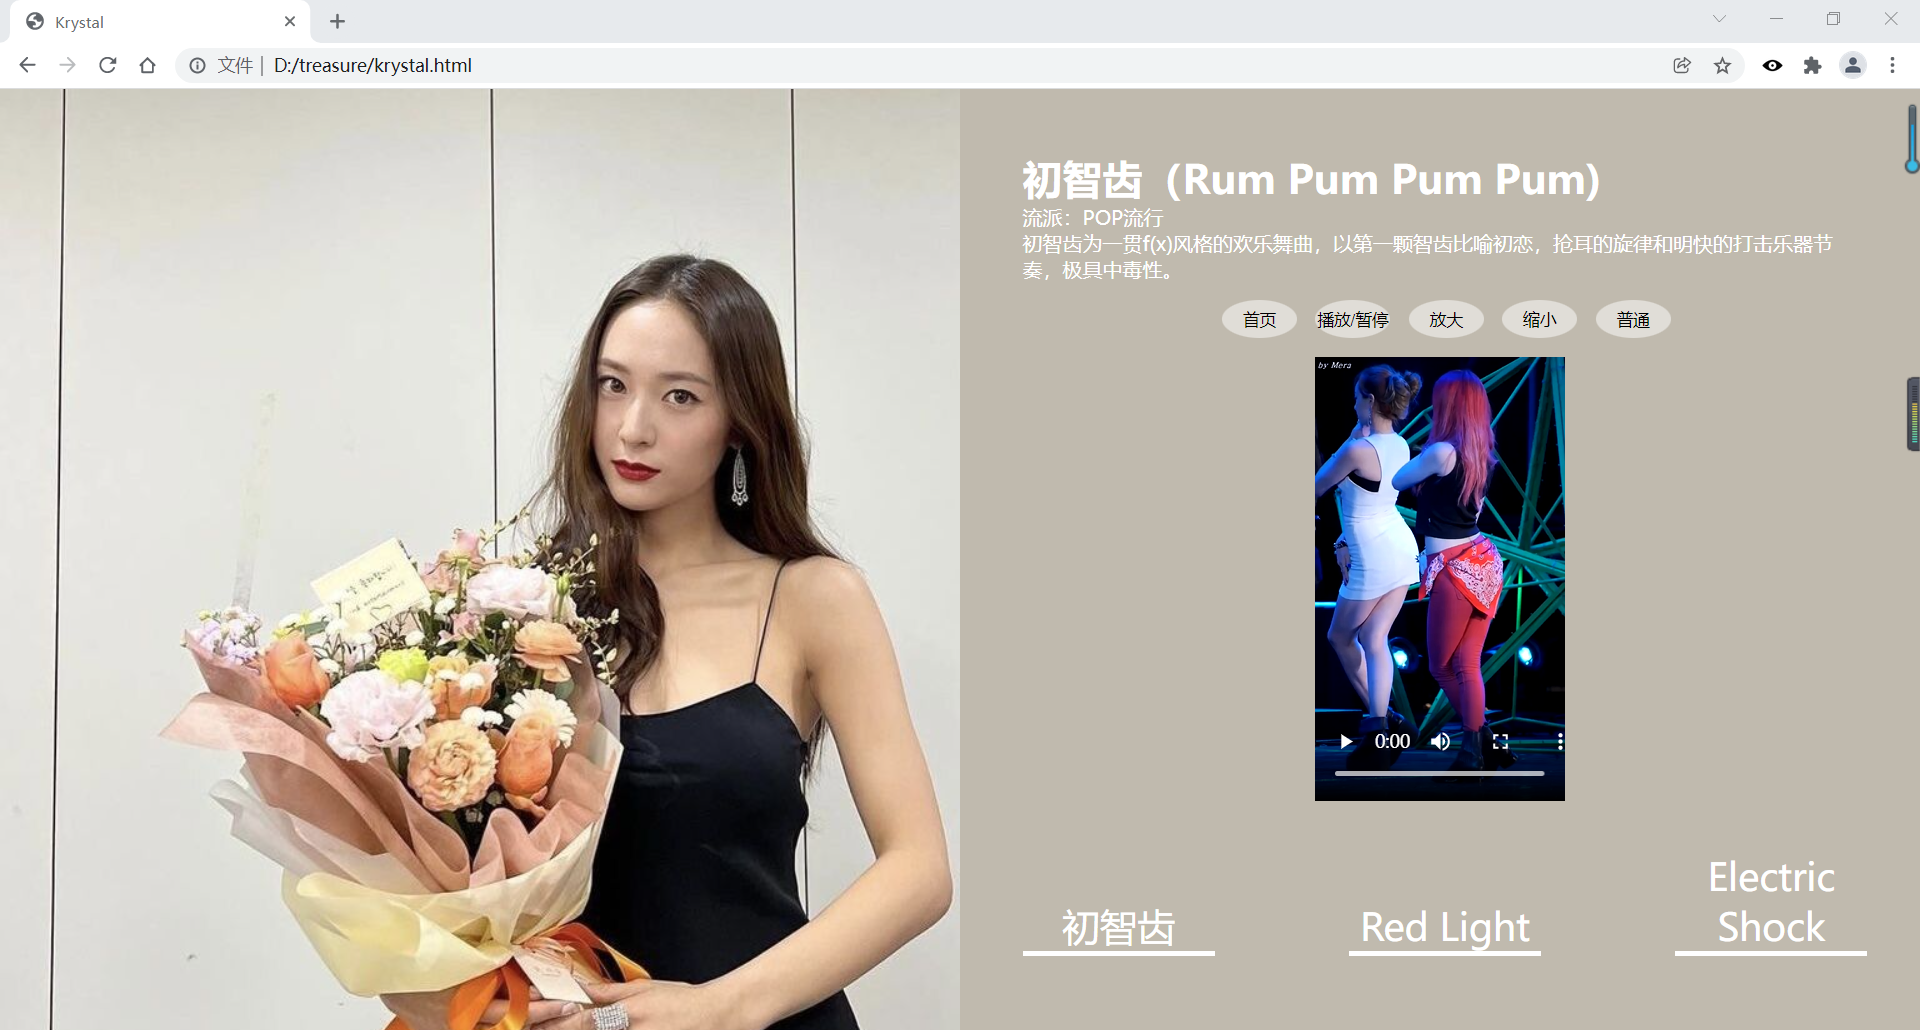 Krystal
文件 | D:/treasure/krystal.html
初智齿（Rum Pum Pum Pum)
流派：POP流行
初智齿为一贯f(x)风格的欢乐舞曲，以第一颗智齿比喻初恋，抢耳的旋律和明快的打击乐器节
奏，极具中毒性。
首页 播放/暂停 放大 缩小 普通
by Mera
0:00
初智齿
Red Light
Electric
Shock